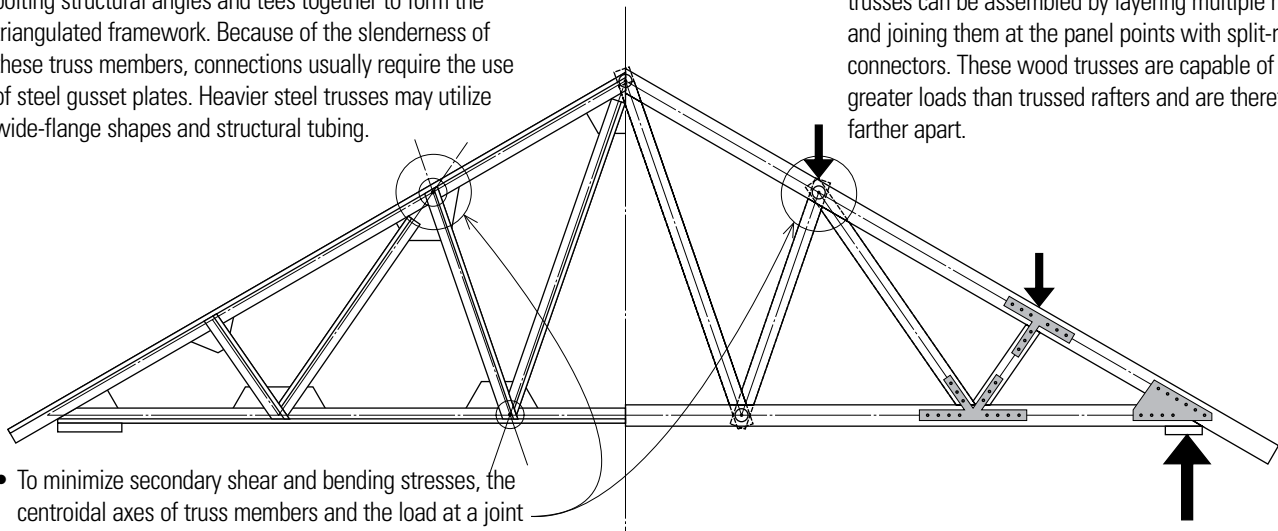 bolting structural angles and tees together to form the
triangulated framework. Because of the slenderness of
these truss members, connections usually require the use
of steel gusset plates. Heavier steel trusses may utilize
wide-flange shapes and structural tubing.
trusses can be assembled by layering multiple
and joining them at the panel points with
connectors. These wood trusses are capable of
greater loads than trussed rafters and are
farther apart.
• To minimize secondary shear and bending stresses, the
centroidal axes of truss members and the load at a joint